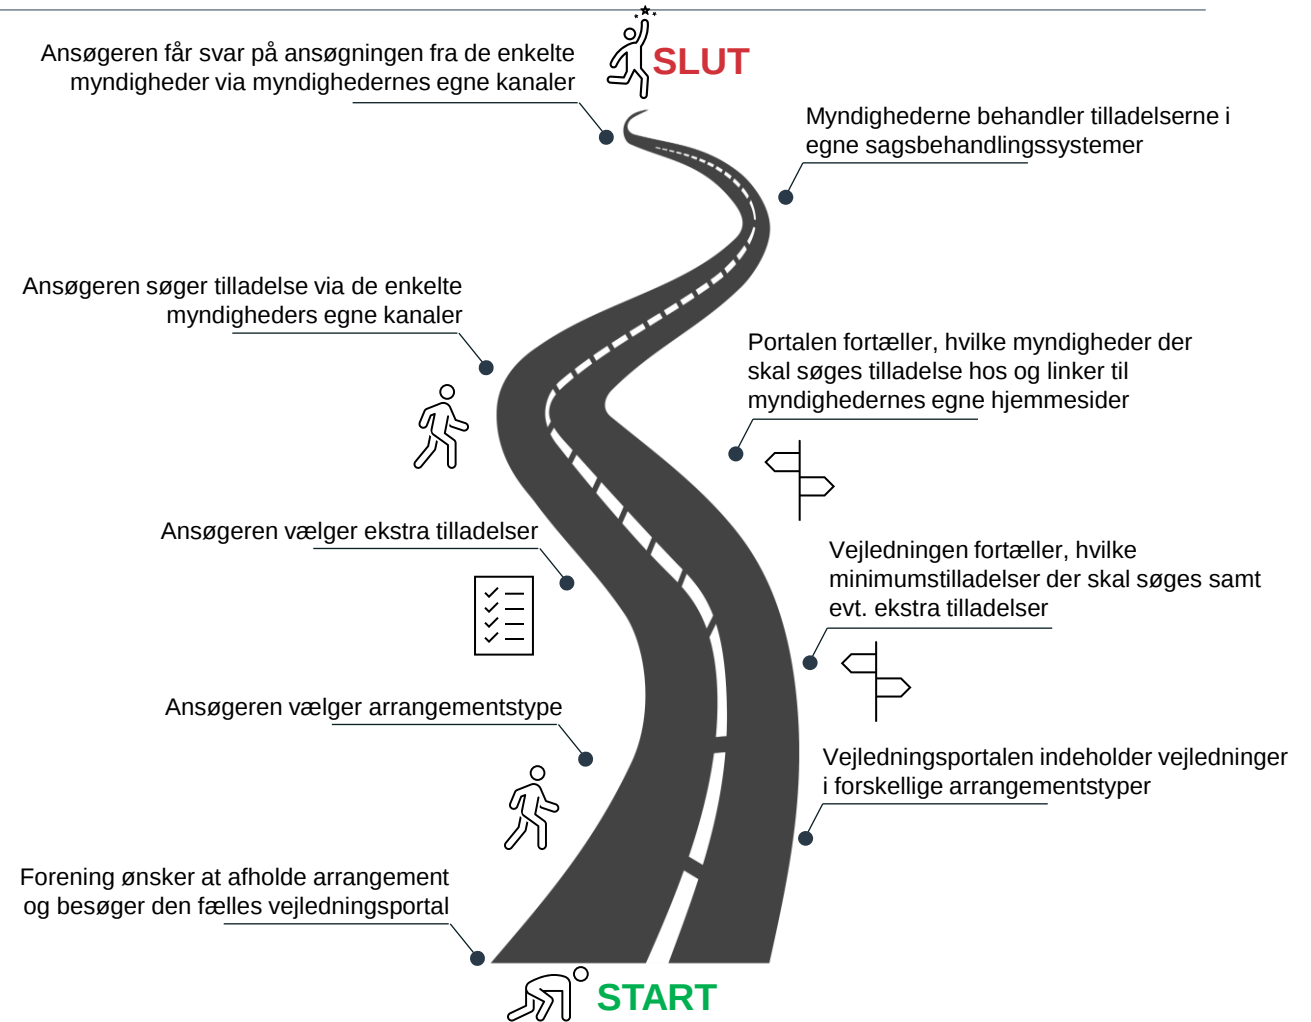 Ansøgeren får svar på ansøgningen fra de enkelte
myndigheder via myndighedernes egne kanaler
SLUT
Myndighederne behandler tilladelserne i
egne sagsbehandlingssystemer
Ansøgeren søger tilladelse via de enkelte
myndigheders egne kanaler
Portalen fortæller, hvilke myndigheder der
skal søges tilladelse hos og linker til
myndighedernes egne hjemmesider
Ansøgeren vælger ekstra tilladelser
Vejledningen fortæller, hvilke
minimumstilladelser der skal søges samt
evt. ekstra tilladelser
Ansøgeren vælger arrangementstype
Vejledningsportalen indeholder vejledninger
i forskellige arrangementstyper
Forening ønsker at afholde arrangement
og besøger den fælles vejledningsportal
START